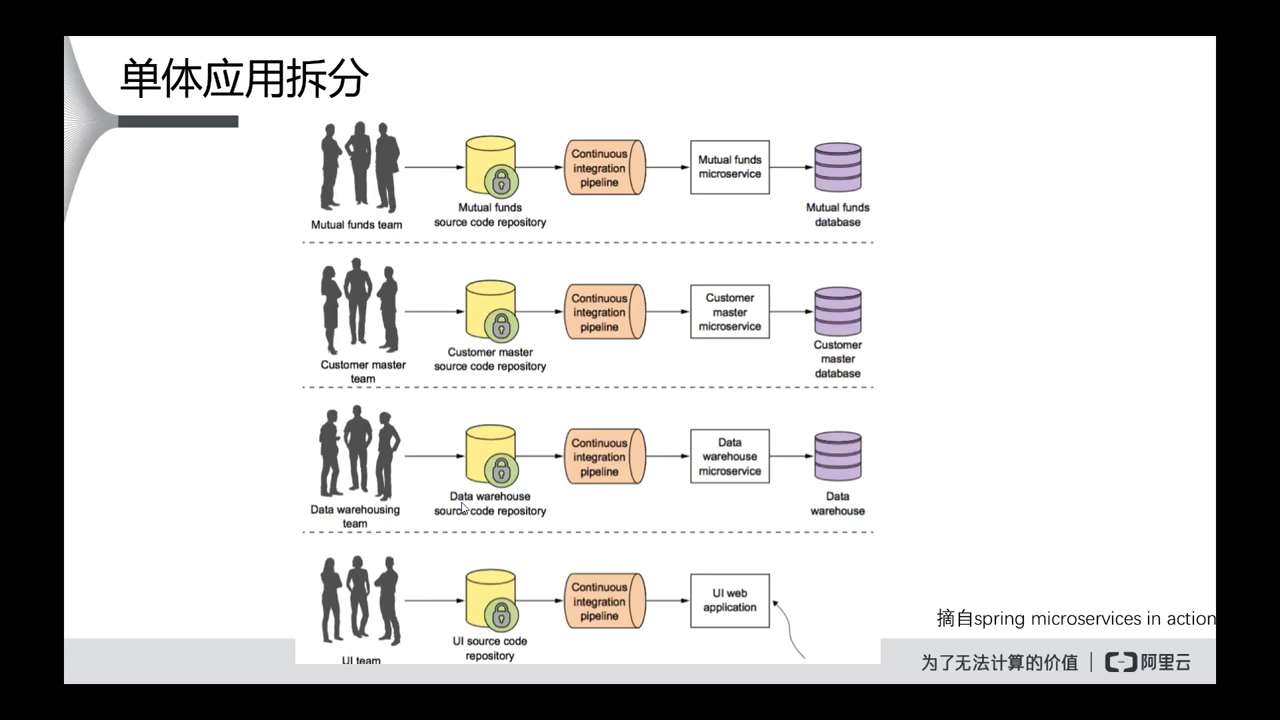 单体应用拆分
Continuous
integration
pipeline
Mutual funds
microservice
Mutual funds team
Mutual funds
source code repository
Mutual funds
database
Continuous
integration
pipeline
Customer
master
microservice
Customer master
team
Customer master
source code repository
Customer
master
database
Continuous
integration
pipeline
Data
warehouse
microservice
Data warehousing
team
Data warehouse
source code repository
Data
warehouse
Continuous
integration
pipeline
UI web
application
UI team
UI source code
repository
摘自spring microservices in action
为了无法计算的价值
阿里云